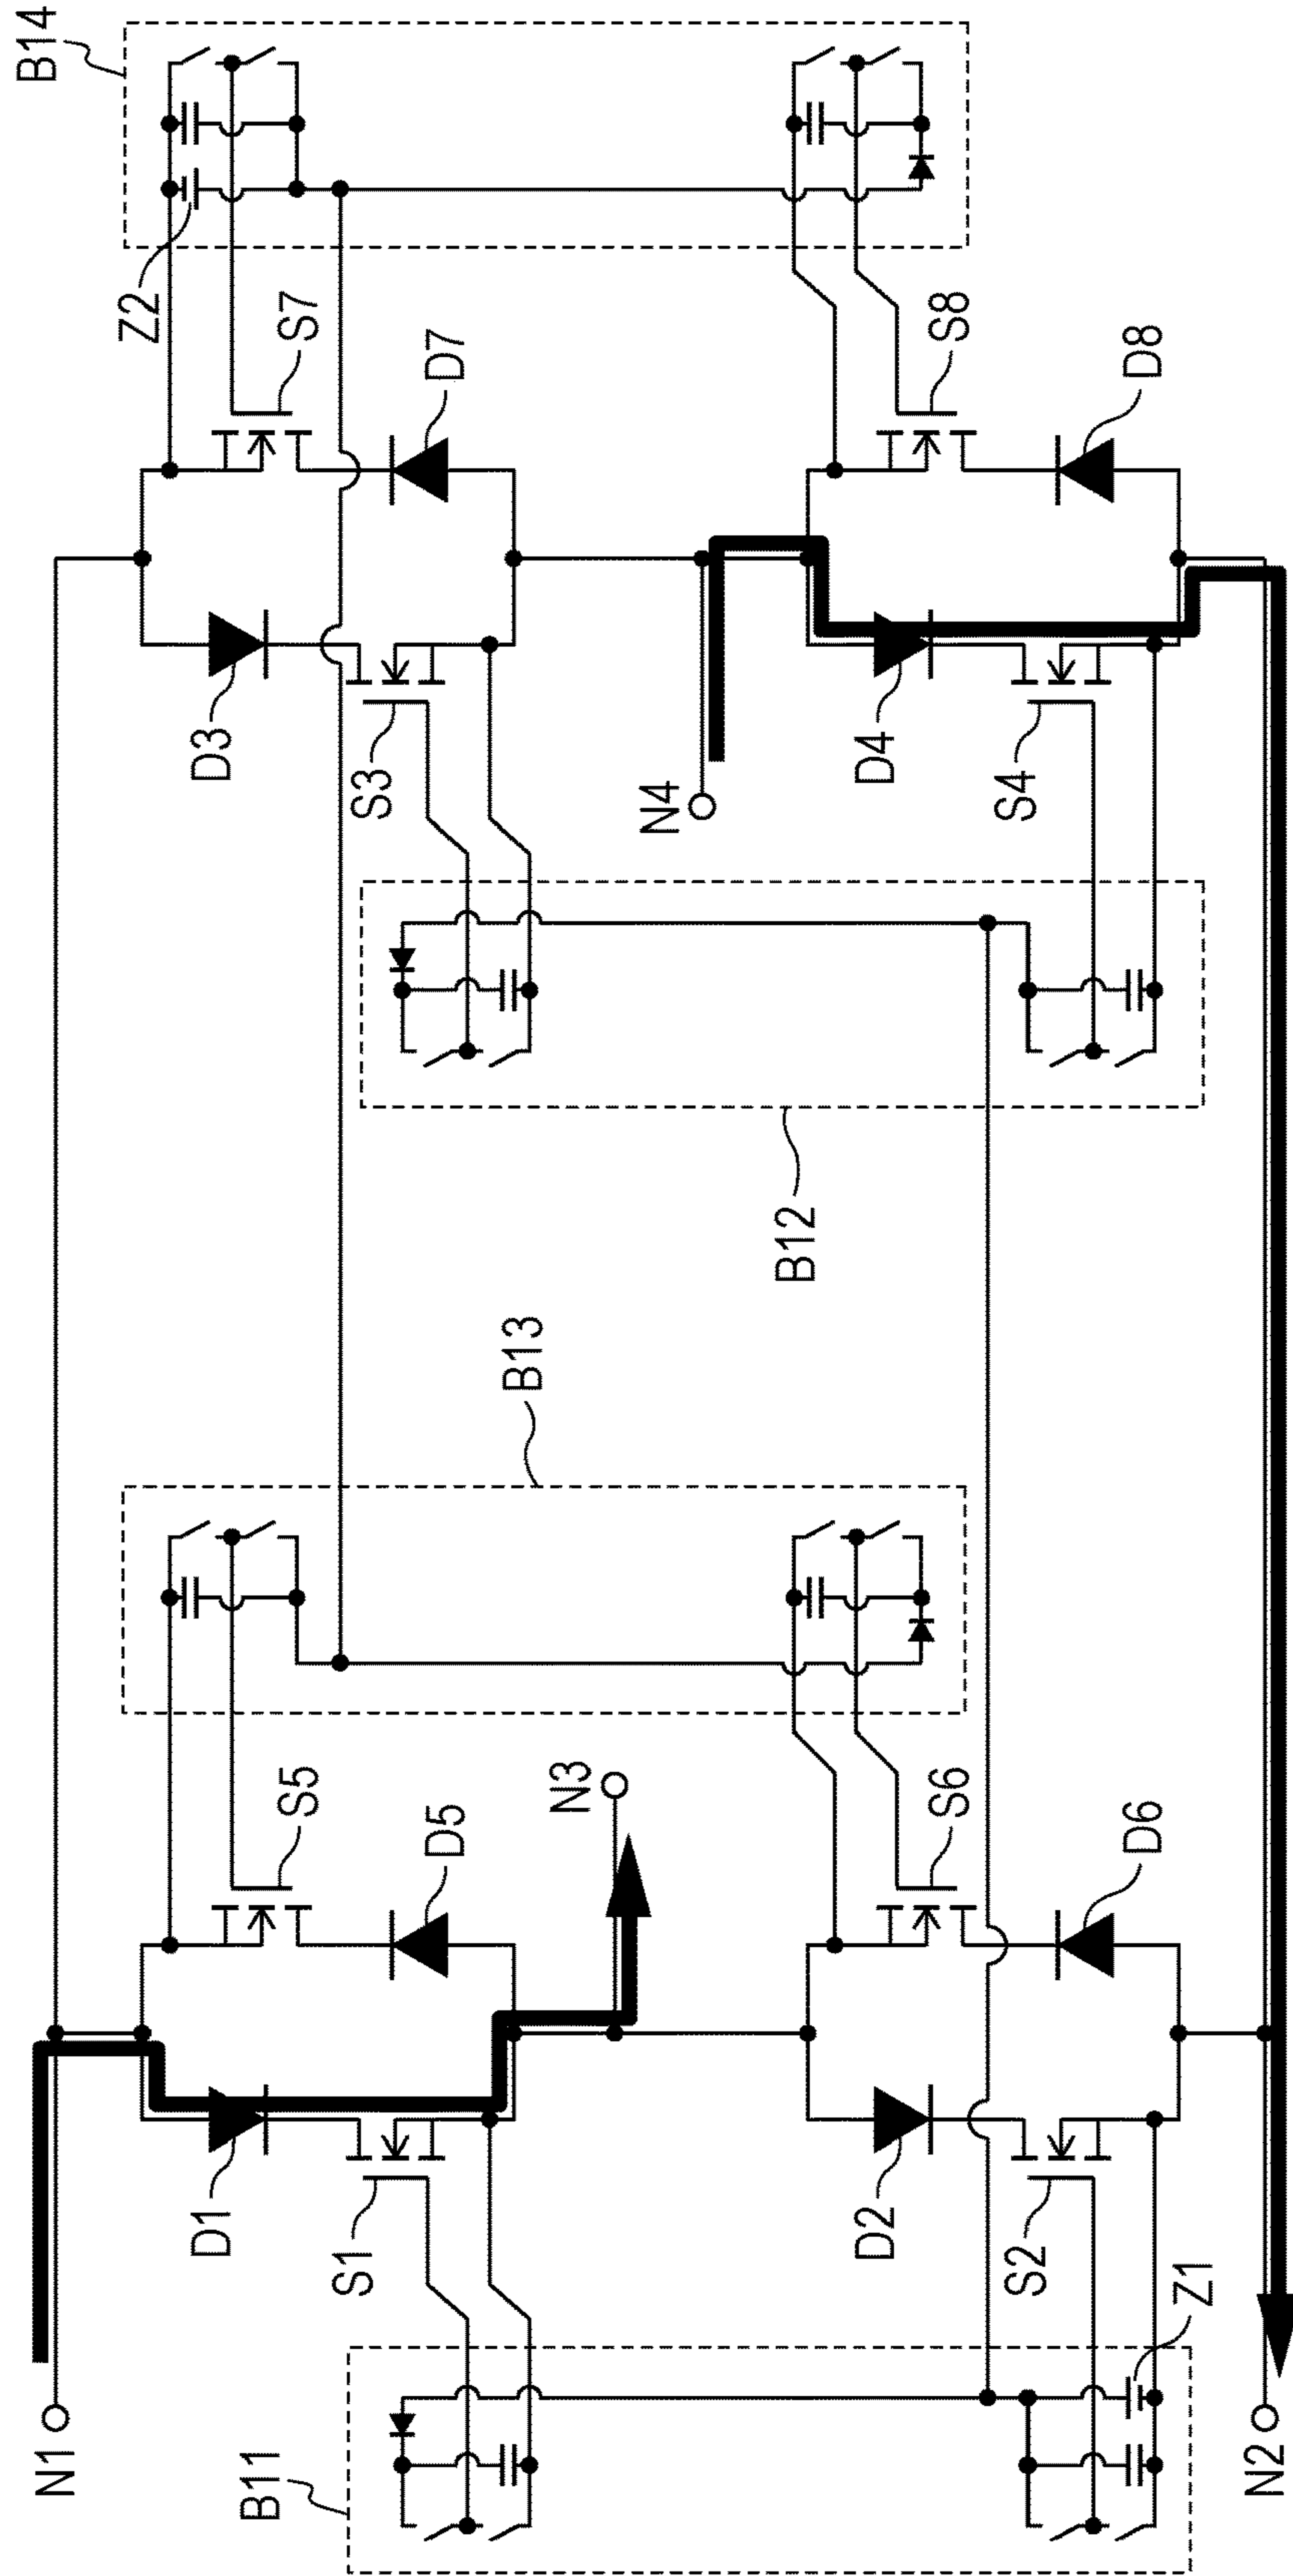 B14
Z2
S7
D7
S8
D8
D3
S3
N4
D4
S4
B12
B13
S5
D5
N3
S6
D6
D1
S1
D2
S2
Z1
N1
B11
N2